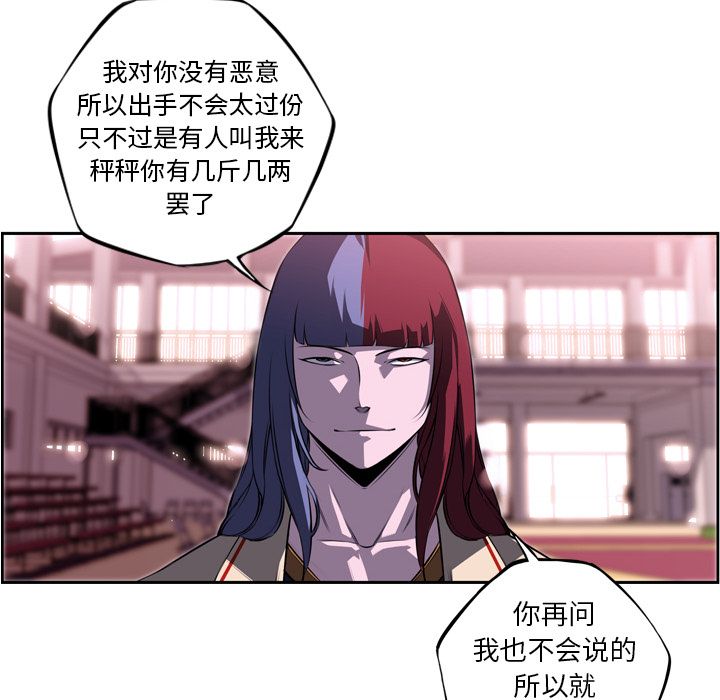 我对你没有恶意
所以出手不会太过份
只不过是有人叫我来
秤秤你有几斤几两
罢了
你再问
我也不会说的
所以就